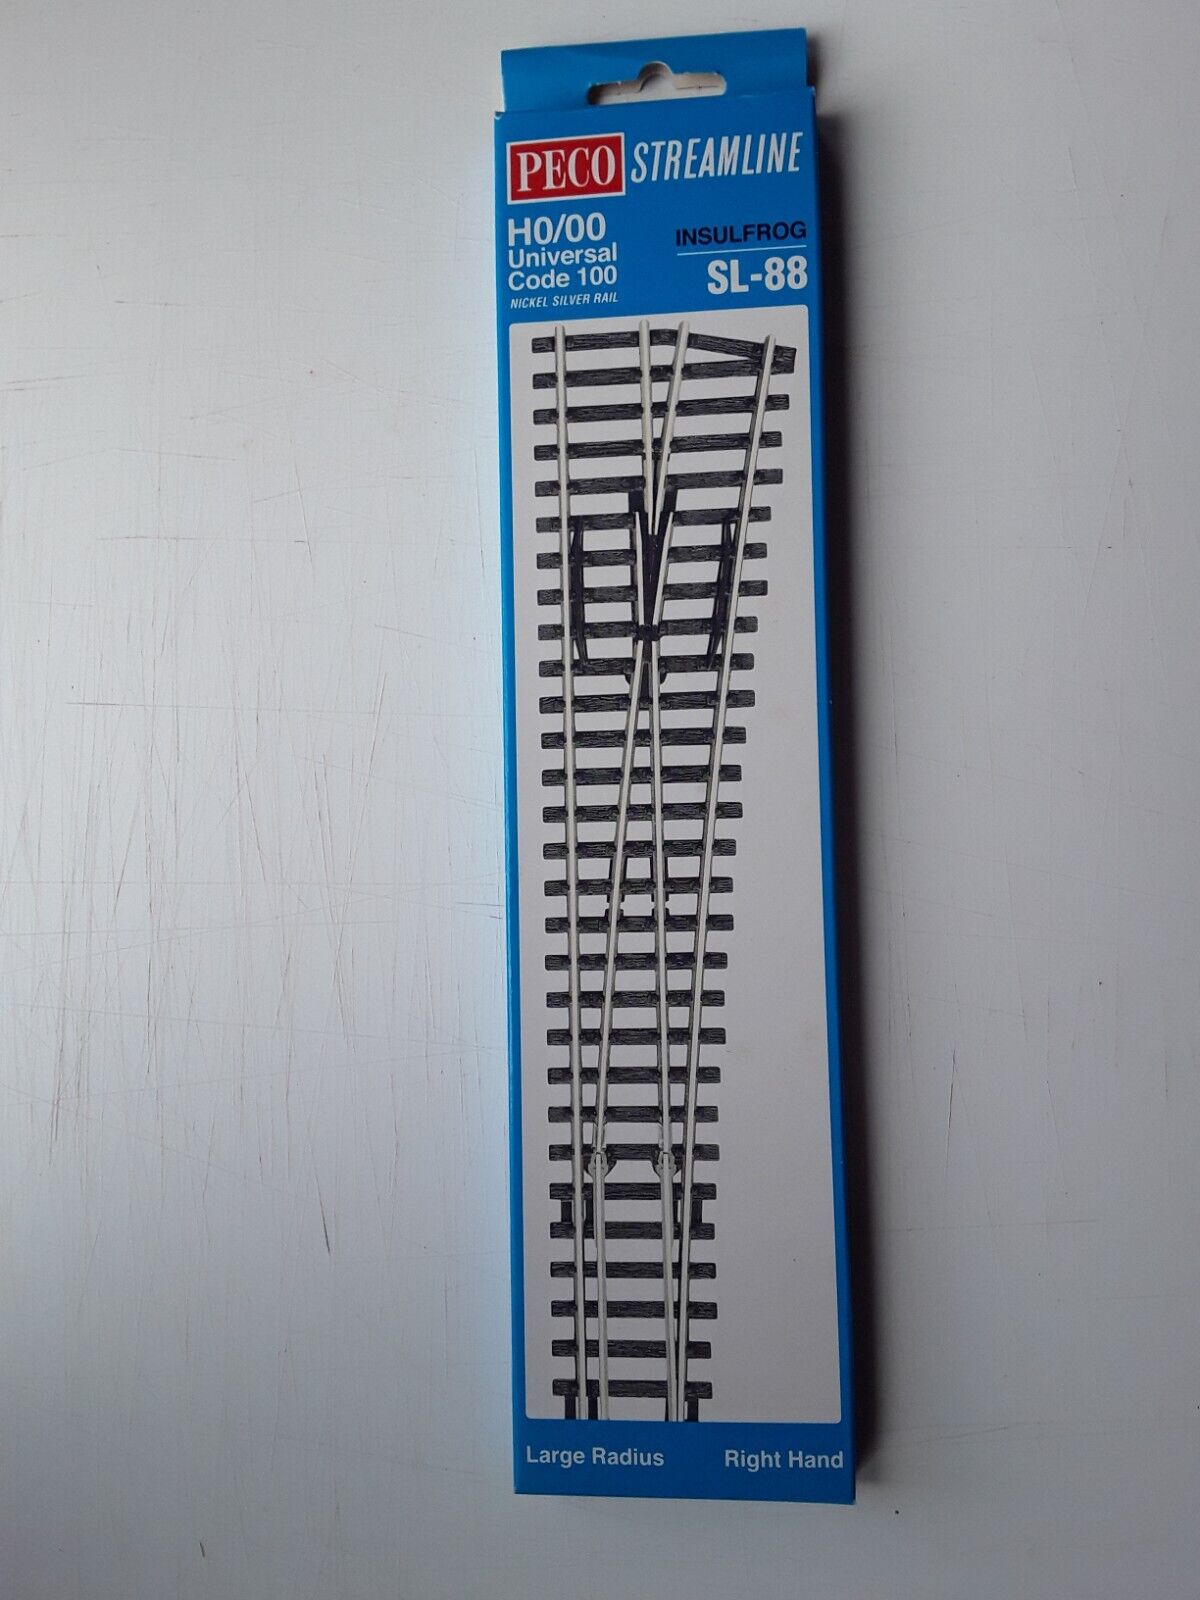 PECO STREAMLINE
H0/00
Universal
Code 100
NICKEL SILVER RAIL
INSULFROG
SL-88
Large Radius
Right Hand